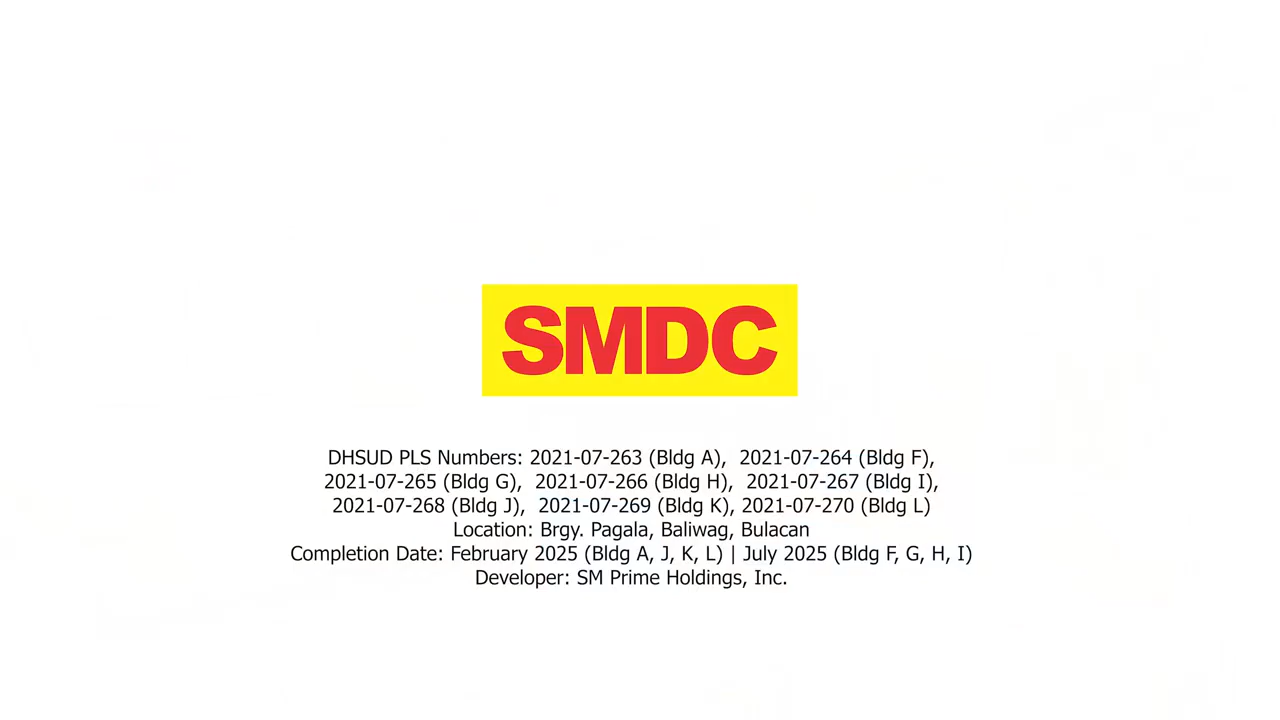 SMDC
DHSUD PLS Numbers: 2021-07-263 (Bldg A), 2021-07-264 (Bldg F),
2021-07-265 (Bldg G), 2021-07-266 (Bldg H), 2021-07-267 (Bldg I),
2021-07-268 (Bldg J), 2021-07-269 (Bldg K), 2021-07-270 (Bldg L)
Location: Brgy. Pagala, Baliwag, Bulacan
Completion Date: February 2025 (Bldg A, J, K, L) | July 2025 (Bldg F, G, H, I)
Developer: SM Prime Holdings, Inc.